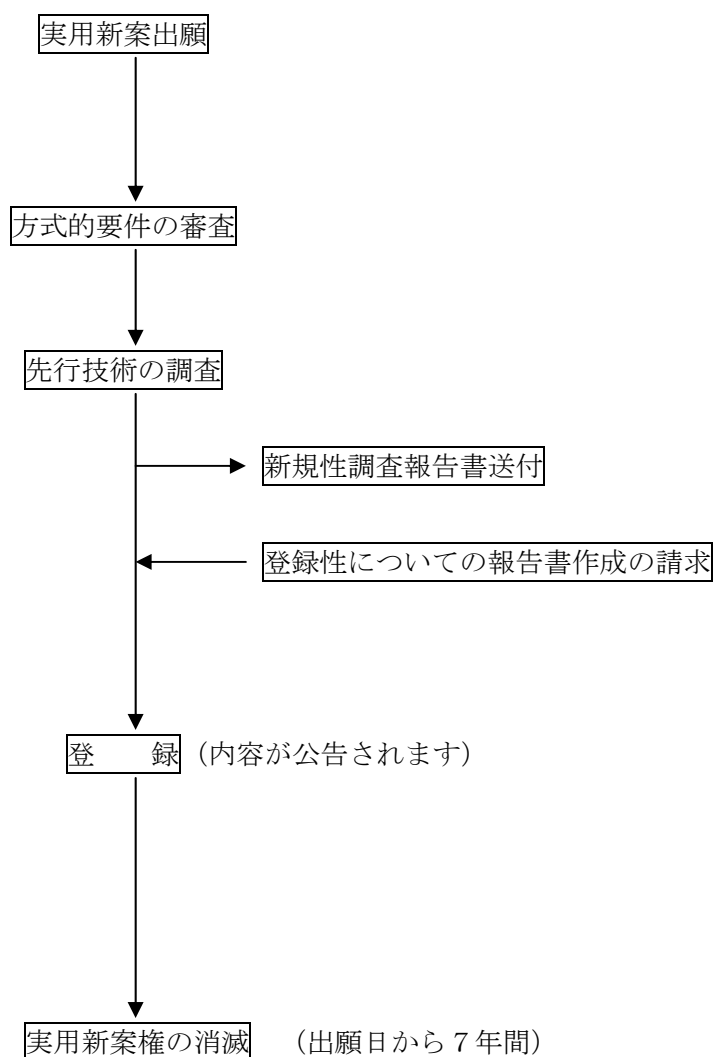 実用新案出願
方式的要件の審査
先行技術の調査
新規性調査報告書送付
登録性についての報告書作成の請求
登　　録（内容が公告されます）
実用新案権の消滅　（出願日から７年間）